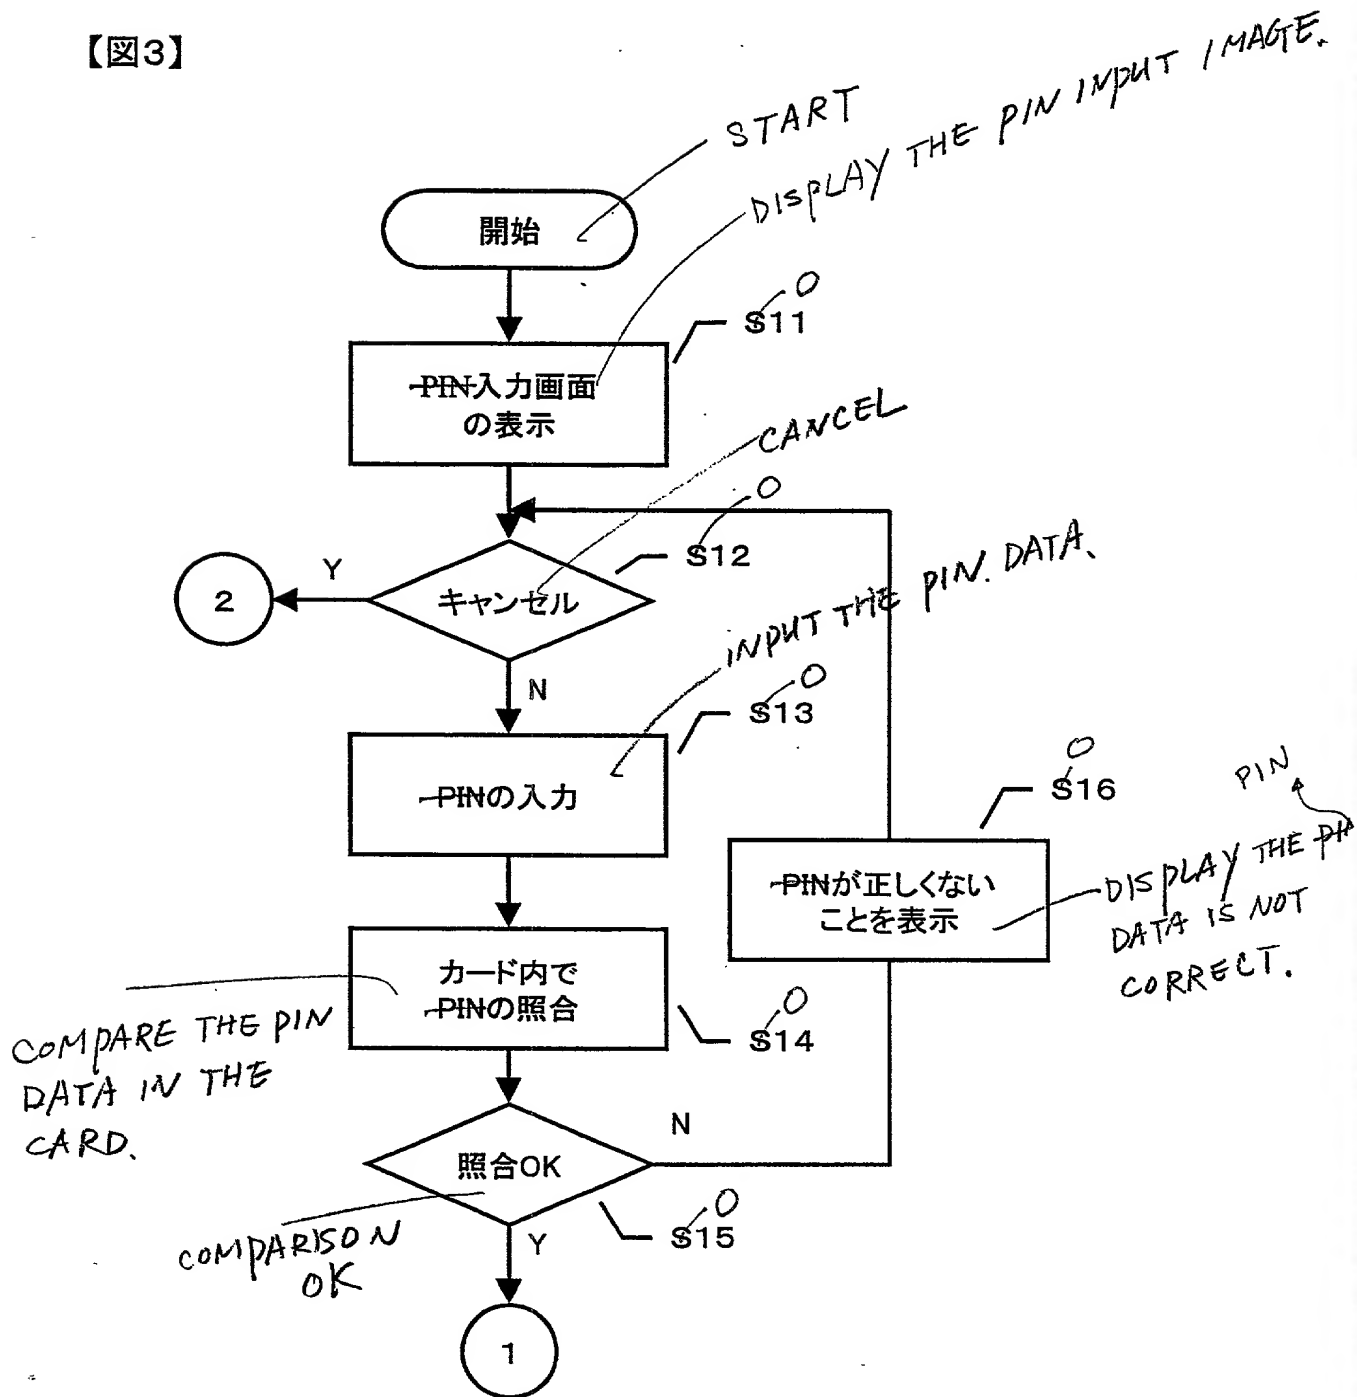 【図3】
START
DISPLAY THE PIN INPUT IMAGE.
開始
O
S11
PIN入力画面
の表示
CANCEL
O
S12
Y
2
キャンセル
INPUT THE PIN. DATA.
N
O
S13
PINの入力
O
S16
PIN
PINが正しくない
ことを表示
DISPLAY THE
DATA IS NOT
CORRECT.
カード内で
PINの照合
O
S14
COMPARE THE PIN
DATA IN THE
CARD.
N
照合OK
O
S15
COMPARISON
OK
Y
1